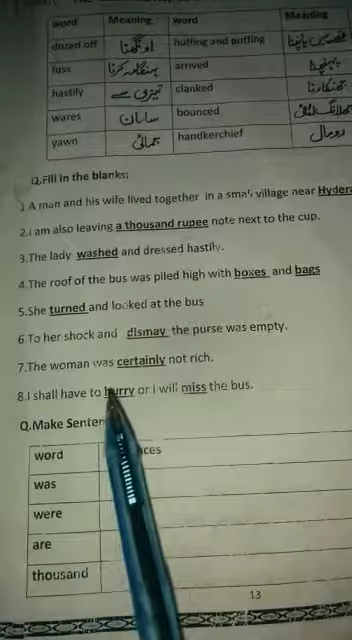 word Meaning word Meaning
dozed off اونگھنا huffing and puffing
fuss ہنگامہ کرنا arrived پہنچنا
hastily تیزی سے clanked
wares سامان bounced
yawn جمائی handkerchief رومال
Q.Fill in the blanks:
1.A man and his wife lived together in a small village near Hyder
2.I am also leaving a thousand rupee note next to the cup.
3.The lady washed and dressed hastily.
4.The roof of the bus was piled high with boxes and bags
5.She turned and looked at the bus
6.To her shock and dismay the purse was empty.
7.The woman was certainly not rich.
8.I shall have to hurry or I will miss the bus.
Q.Make Senten
word nces
was
were
are
thousand
13